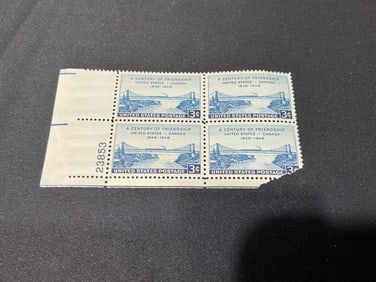 A CENTURY OF FRIENDSHIP
UNITED STATES - CANADA
1848-1948
3¢
UNITED STATES POSTAGE
A CENTURY OF FRIENDSHIP
UNITED STATES - CANADA
1848-1948
3¢
UNITED STATES POSTAGE
A CENTURY OF FRIENDSHIP
UNITED STATES - CANADA
1848-1948
3¢
UNITED STATES POSTAGE
A CENTURY OF FRIENDSHIP
UNITED STATES - CANADA
1848-1948
3
UNITED STATES POSTAGE
23853